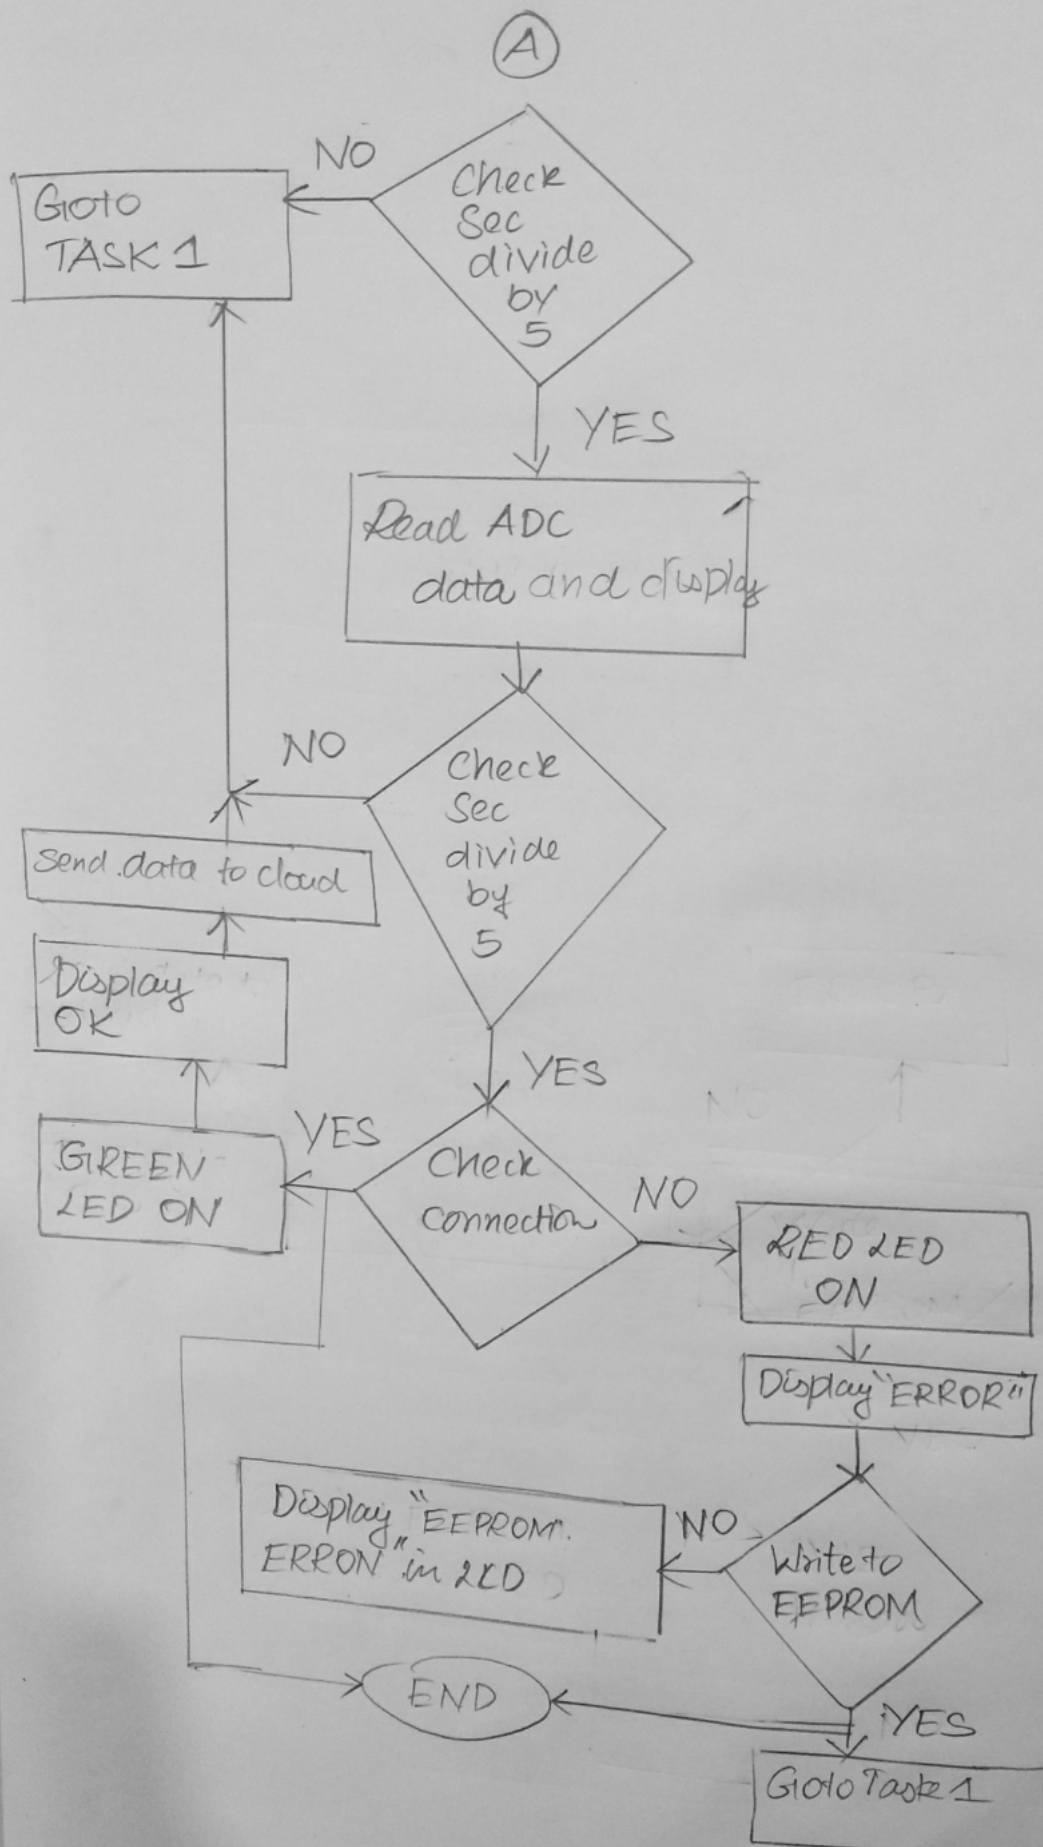 A
NO
Check
Sec
divide
by
5
Goto
TASK 1
YES
Read ADC
data and display
NO
Check
Sec
divide
by
5
Send data to cloud
Display
OK
YES
YES
GREEN
LED ON
Check
Connection
NO
RED LED
ON
Display "ERROR"
Display "EEPROM
ERRON" in LCD
NO
Write to
EEPROM
END
YES
Goto Task 1